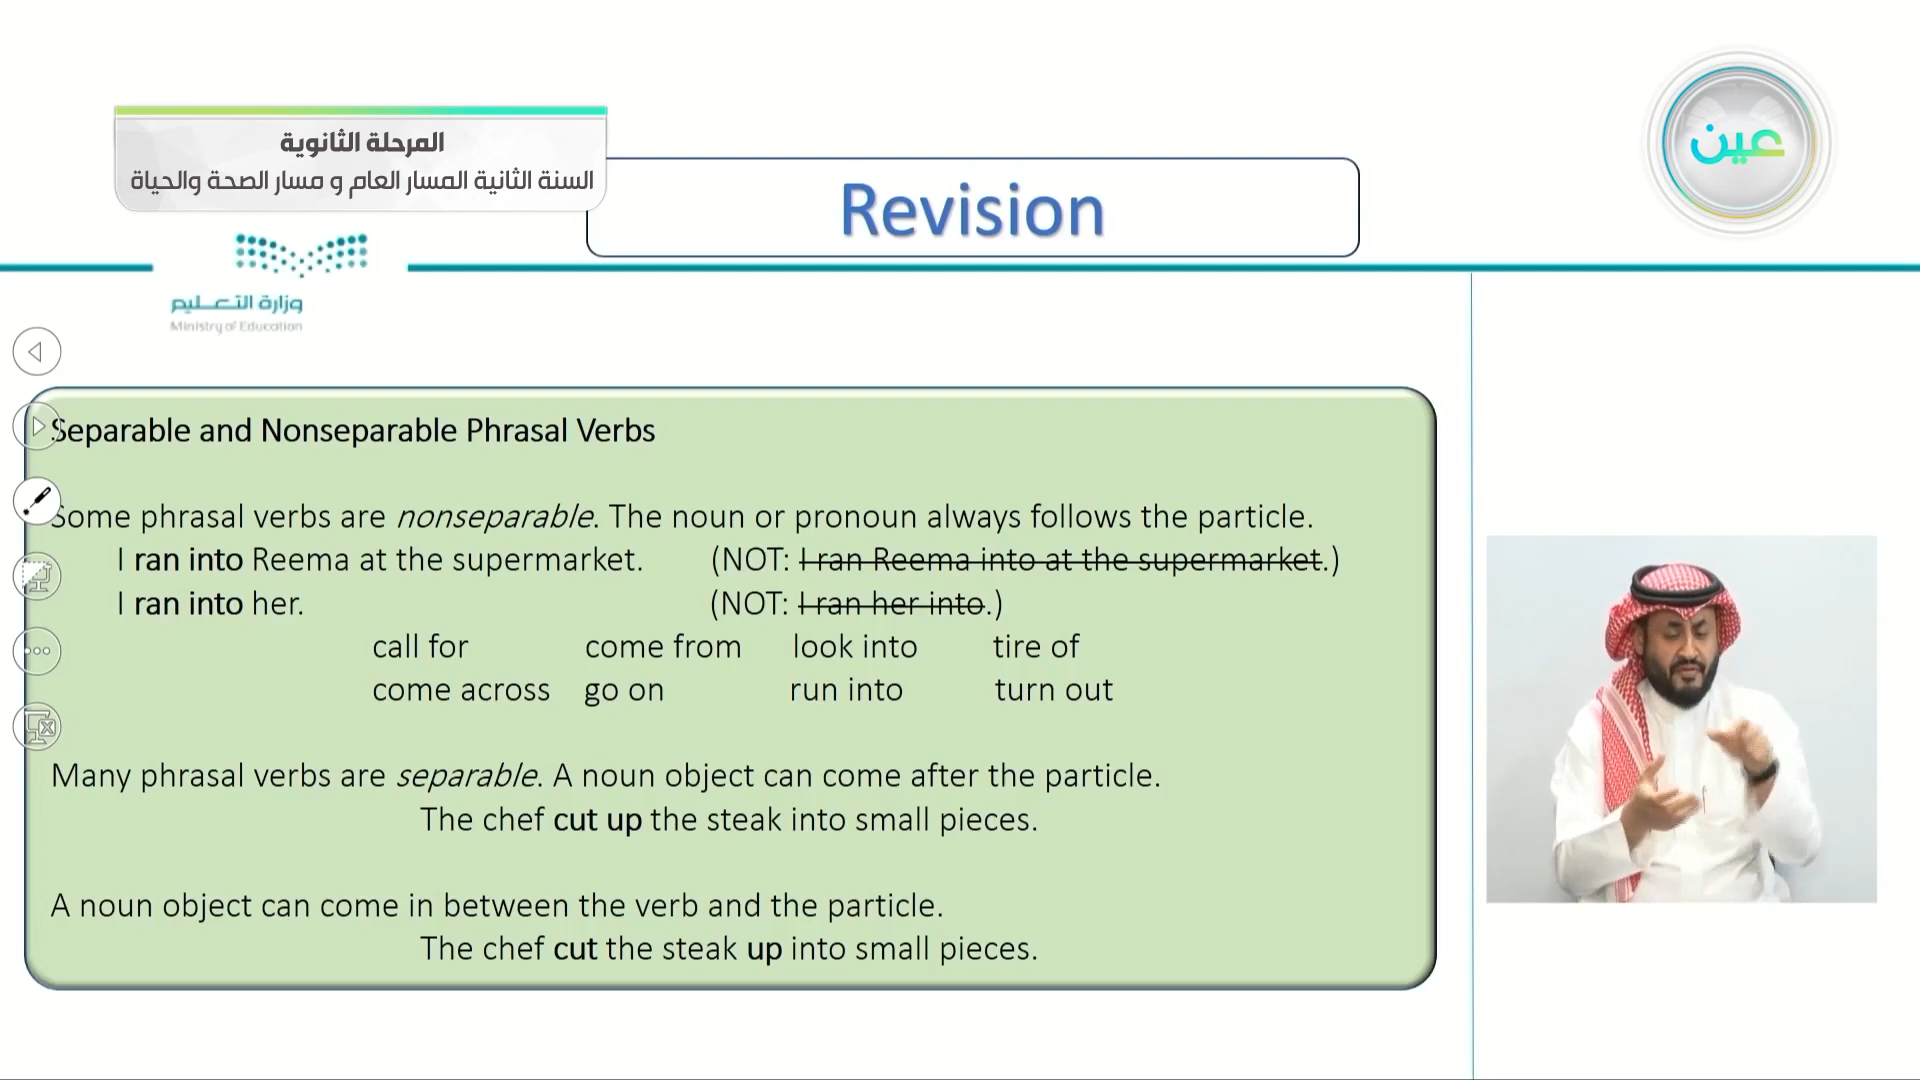 المرحلة الثانوية
السنة الثانية المسار العام و مسار الصحة والحياة
عين
Revision
وزارة التعليم
Ministry of Education
Separable and Nonseparable Phrasal Verbs
Some phrasal verbs are nonseparable. The noun or pronoun always follows the particle.
I ran into Reema at the supermarket. (NOT: I ran Reema into at the supermarket.)
I ran into her. (NOT: I ran her into.)
call for come from look into tire of
come across go on run into turn out
Many phrasal verbs are separable. A noun object can come after the particle.
The chef cut up the steak into small pieces.
A noun object can come in between the verb and the particle.
The chef cut the steak up into small pieces.